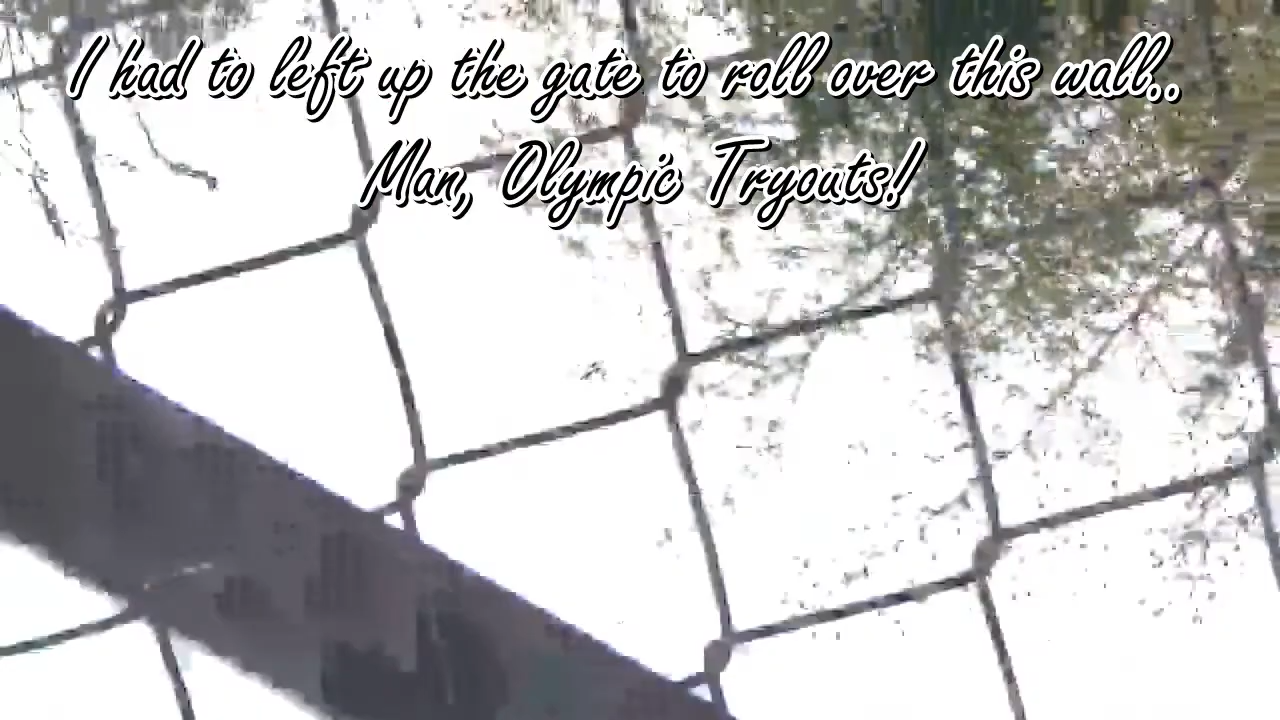 I had to left up the gate to roll over this wall..
Man, Olympic Tryouts!